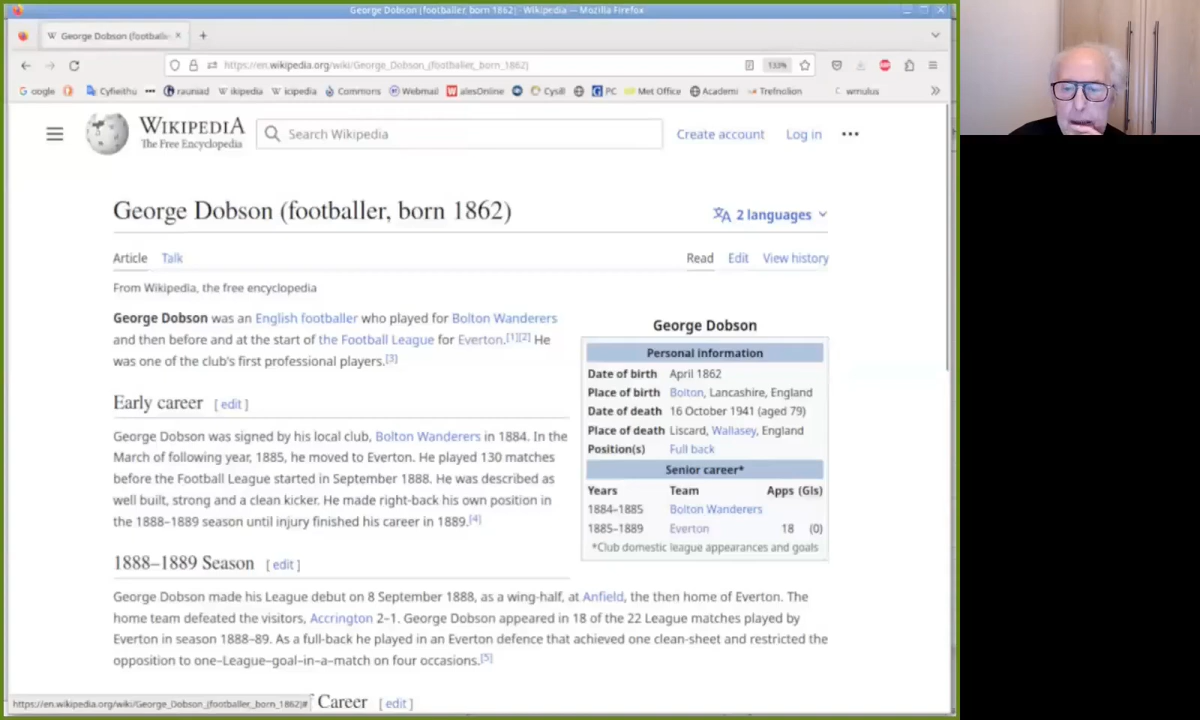 George Dobson (footballer, born 1862) - Wikipedia — Mozilla Firefox
W George Dobson (footballe
https://en.wikipedia.org/wiki/George_Dobson_(footballer,_born_1862)
133%
G oogle
Cyfieithu
rauniad
W ikipedia
W icipedia
Commons
Webmail
W alesOnline
Cysill
PC
Met Office
Academi
Trefnolion
wmulus
WIKIPEDIA
The Free Encyclopedia
Search Wikipedia
Create account
Log in
George Dobson (footballer, born 1862)
2 languages
Article Talk
Read Edit View history
From Wikipedia, the free encyclopedia
George Dobson was an English footballer who played for Bolton Wanderers
and then before and at the start of the Football League for Everton.[1][2] He
was one of the club's first professional players.[3]
Early career [ edit ]
George Dobson was signed by his local club, Bolton Wanderers in 1884. In the
March of following year, 1885, he moved to Everton. He played 130 matches
before the Football League started in September 1888. He was described as
well built, strong and a clean kicker. He made right-back his own position in
the 1888–1889 season until injury finished his career in 1889.[4]
George Dobson
Personal information
Date of birth April 1862
Place of birth Bolton, Lancashire, England
Date of death 16 October 1941 (aged 79)
Place of death Liscard, Wallasey, England
Position(s) Full back
Senior career*
Years Team Apps (Gls)
1884–1885 Bolton Wanderers
1885–1889 Everton 18 (0)
*Club domestic league appearances and goals
1888–1889 Season [ edit ]
George Dobson made his League debut on 8 September 1888, as a wing-half, at Anfield, the then home of Everton. The
home team defeated the visitors, Accrington 2–1. George Dobson appeared in 18 of the 22 League matches played by
Everton in season 1888–89. As a full-back he played in an Everton defence that achieved one clean-sheet and restricted the
opposition to one–League–goal–in–a–match on four occasions.[5]
Career [ edit ]
https://en.wikipedia.org/wiki/George_Dobson_(footballer,_born_1862)#